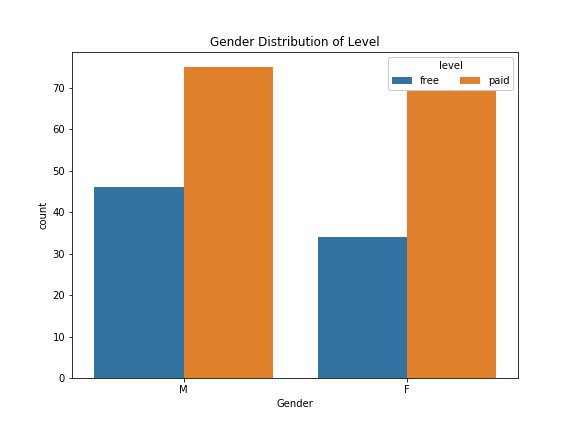 Gender Distribution of Level
level
free paid
70
60
50
40
30
20
10
0
count
M F
Gender